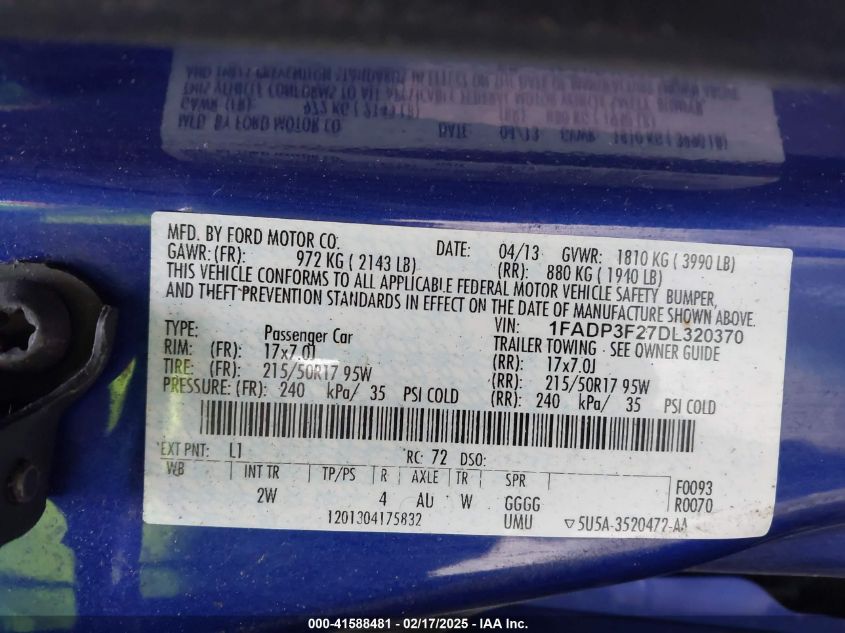 MFD. BY FORD MOTOR CO. DATE: 04/13 GVWR: 1810 KG ( 3990 LB)
GAWR: (FR): 972 KG ( 2143 LB) (RR): 880 KG ( 1940 LB)
THIS VEHICLE CONFORMS TO ALL APPLICABLE FEDERAL MOTOR VEHICLE SAFETY BUMPER,
AND THEFT PREVENTION STANDARDS IN EFFECT ON THE DATE OF MANUFACTURE SHOWN ABOVE.
VIN: 1FADP3F27DL320370
TYPE: Passenger Car TRAILER TOWING - SEE OWNER GUIDE
RIM: (FR): 17x7.0J (RR): 17x7.0J
TIRE: (FR): 215/50R17 95W (RR): 215/50R17 95W
PRESSURE: (FR): 240 kPa/ 35 PSI COLD (RR): 240 kPa/ 35 PSI COLD
EXT PNT: L1 RC: 72 DSO:
WB INT TR TP/PS R AXLE TR SPR F0093
2W 4 AU W GGGG R0070
1201304175832 UMU ▽5U5A-3520472-AA
000-41588481 - 02/17/2025 - IAA Inc.